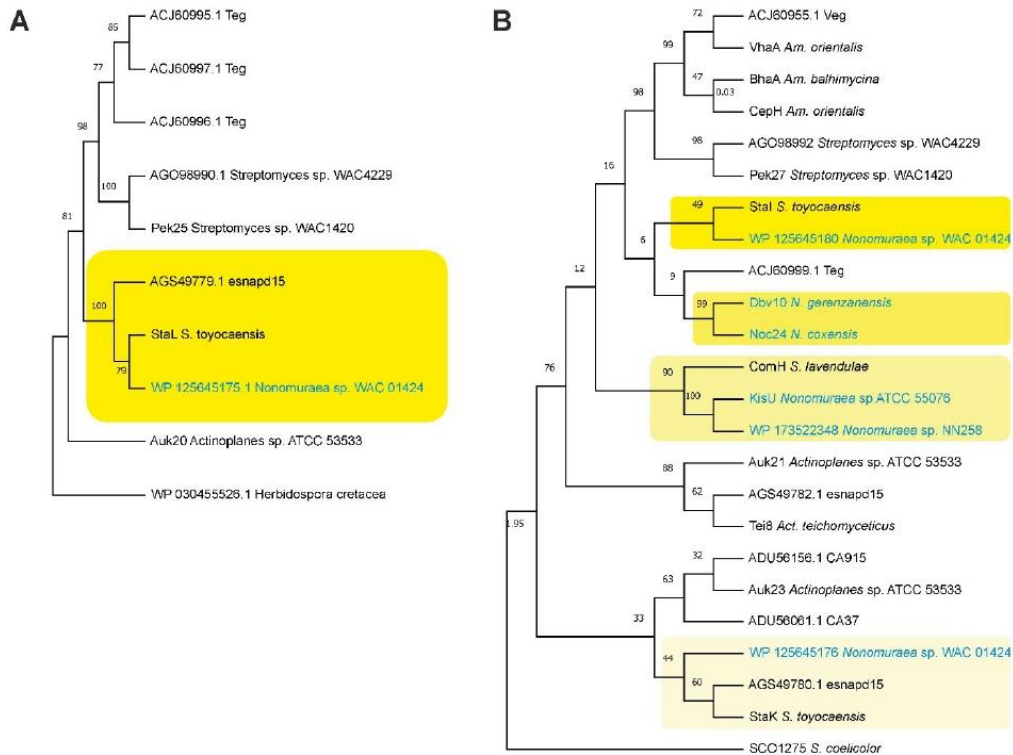 A
ACJ60995.1 Teg
85
ACJ60997.1 Teg
77
ACJ60996.1 Teg
98
AGO98990.1 Streptomyces sp. WAC4229
100
Pek25 Streptomyces sp. WAC1420
81
AGS49779.1 esnapd15
100
StaL S. toyocaensis
79
WP 125645175.1 Nonomuraea sp. WAC 01424
Auk20 Actinoplanes sp. ATCC 53533
WP 030455526.1 Herbidospora cretacea
B
ACJ60955.1 Veg
72
VhaA Am. orientalis
99
BhaA Am. balhimycina
47
0.03
CepH Am. orientalis
98
AGO98992 Streptomyces sp. WAC4229
98
Pek27 Streptomyces sp. WAC1420
16
StaI S. toyocaensis
49
WP 125645180 Nonomuraea sp. WAC 01424
6
ACJ60999.1 Teg
9
12
Dbv10 N. gerenzanensis
99
Noc24 N. coxensis
ComH S. lavendulae
90
KisU Nonomuraea sp.ATCC 55076
100
WP 173522348 Nonomuraea sp. NN258
76
Auk21 Actinoplanes sp. ATCC 53533
88
AGS49782.1 esnapd15
62
Tei8 Act. teichomyceticus
1.95
ADU56156.1 CA915
32
Auk23 Actinoplanes sp. ATCC 53533
63
ADU56061.1 CA37
33
WP 125645176 Nonomuraea sp. WAC 01424
44
AGS49780.1 esnapd15
60
StaK S. toyocaensis
SCO1275 S. coelicolor